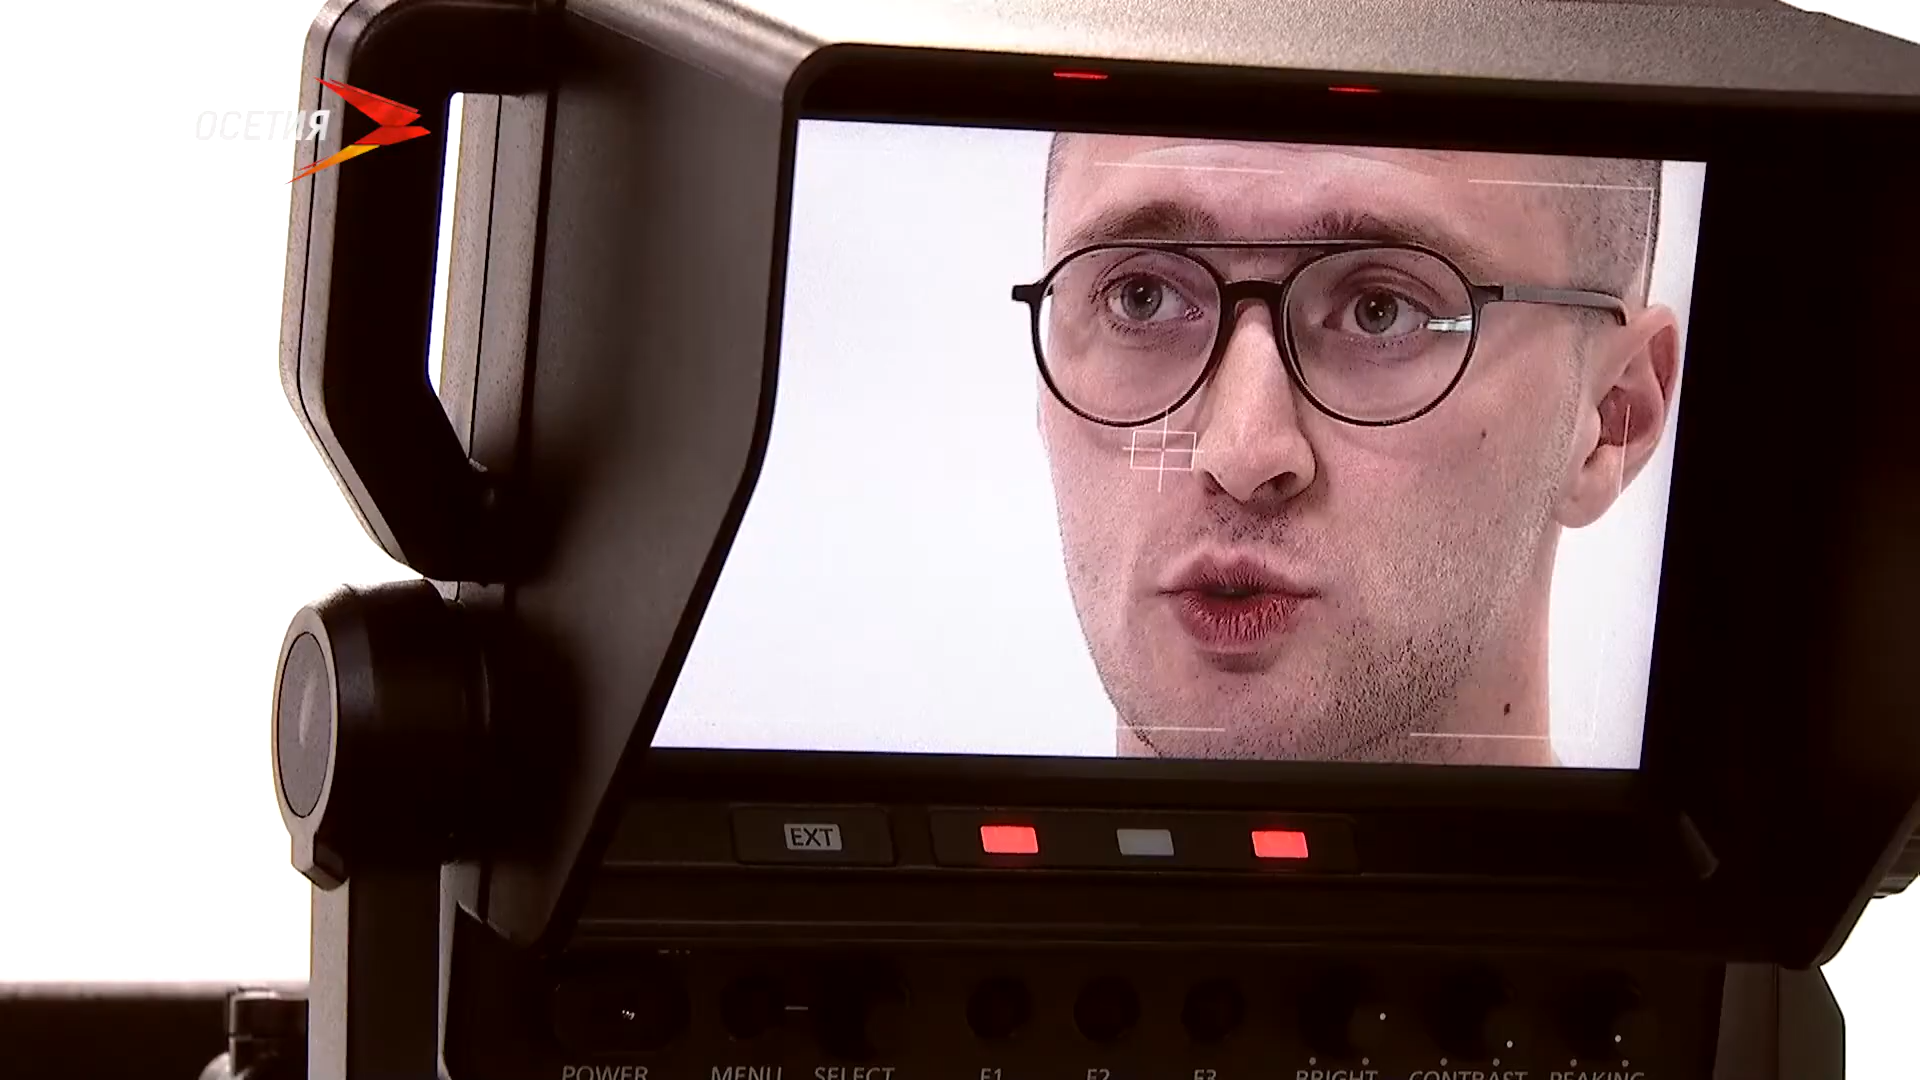 ОСЕТИЯ
EXT
POWER MENU SELECT F1 F2 F3 BRIGHT CONTRAST PEAKING